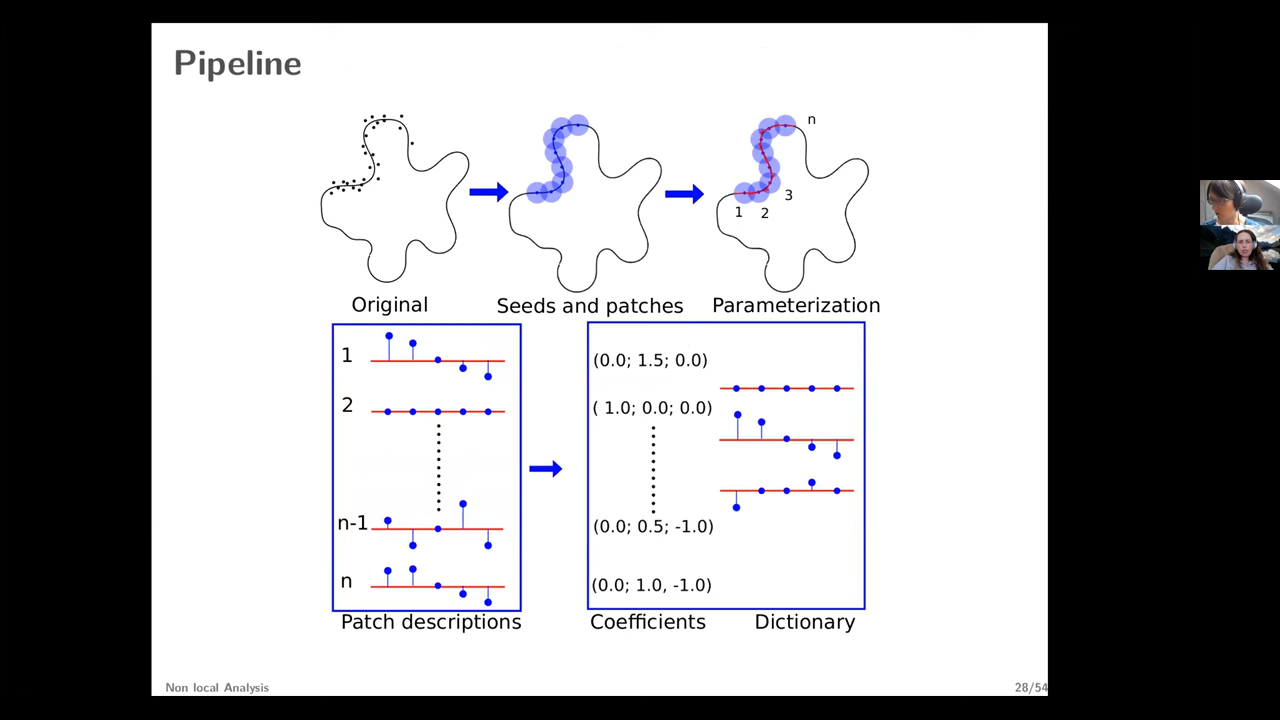 Pipeline
n
3
1 2
Original
Seeds and patches
Parameterization
1
2
n-1
n
(0.0; 1.5; 0.0)
( 1.0; 0.0; 0.0)
(0.0; 0.5; -1.0)
(0.0; 1.0, -1.0)
Patch descriptions
Coefficients
Dictionary
Non local Analysis
28/54